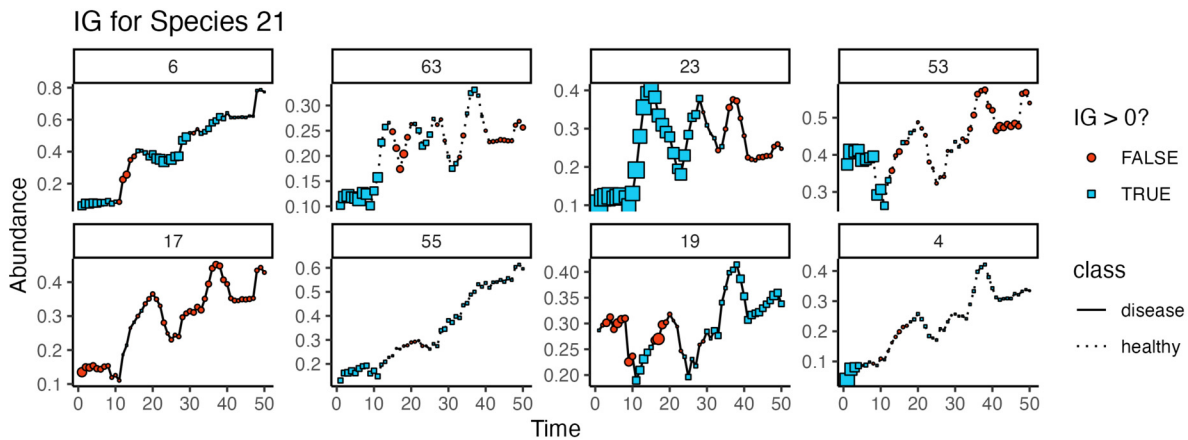 IG for Species 21
6 63 23 53
0.8 0.6 0.4 0.2
0.30 0.25 0.20 0.15 0.10
0.4 0.3 0.2 0.1
0.5 0.4 0.3
17 55 19 4
0.4 0.3 0.2 0.1
0.6 0.5 0.4 0.3 0.2
0.40 0.35 0.30 0.25 0.20
0.4 0.3 0.2 0.1
0 10 20 30 40 50
0 10 20 30 40 50
0 10 20 30 40 50
0 10 20 30 40 50
Abundance
Time
IG > 0?
FALSE
TRUE
class
disease
healthy